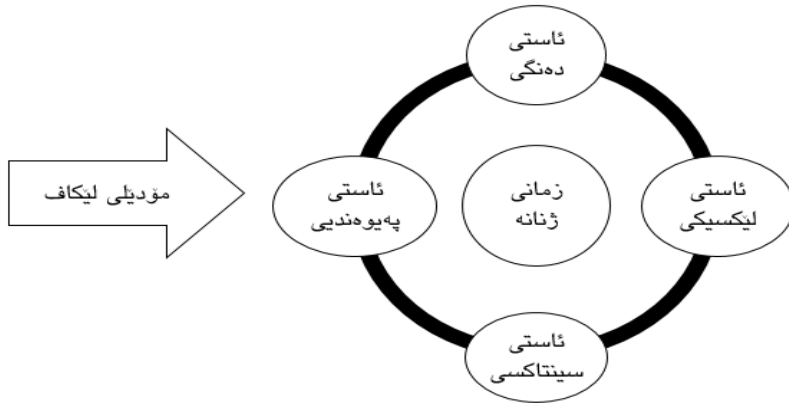 ئاستی
دەنگی
مۆدێلی لێکاف
ئاستی
پەیوەندیی
زمانی
ژنانە
ئاستی
لێکسیکی
ئاستی
سینتاکسی